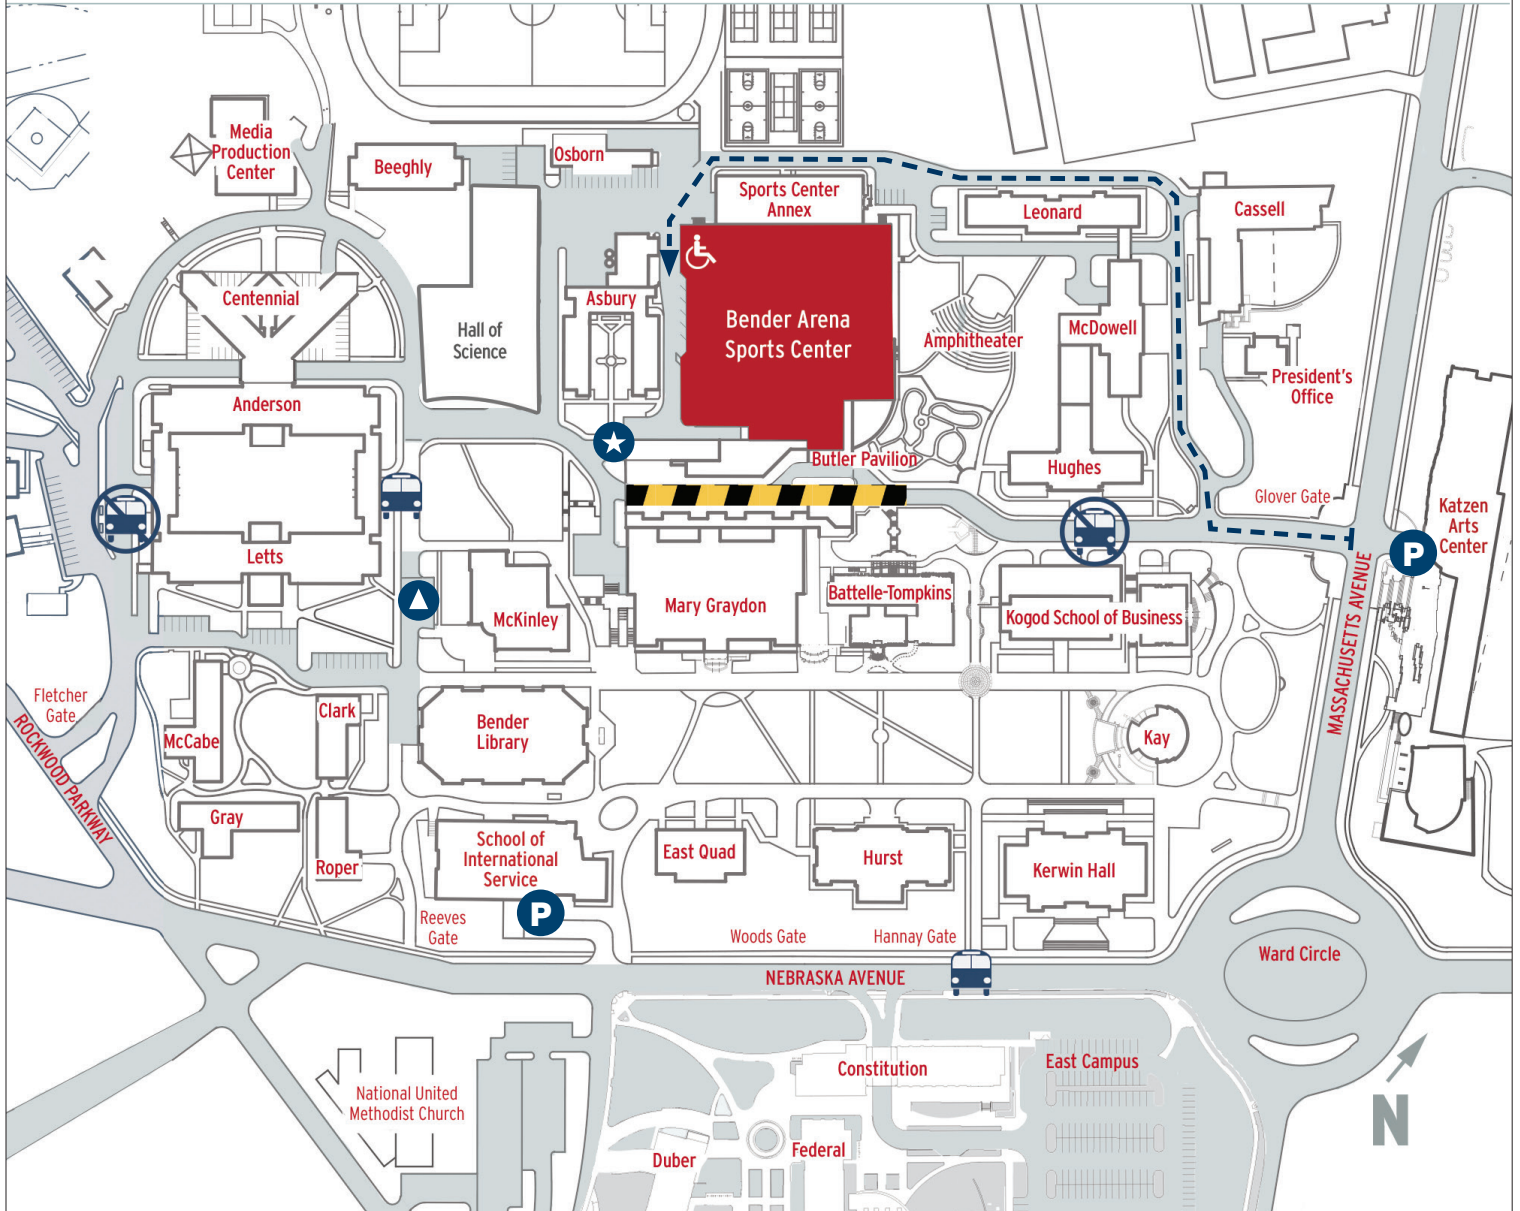 Media
Production
Center
Beeghly
Osborn
Sports Center
Annex
Leonard
Cassell
Centennial
Hall of
Science
Asbury
Bender Arena
Sports Center
Amphitheater
McDowell
President's
Office
Anderson
Butler Pavilion
Hughes
Glover Gate
Katzen
Arts
Center
P
Letts
McKinley
Mary Graydon
Battelle-Tompkins
Kogod School of Business
MASSACHUSETTS AVENUE
Fletcher
Gate
ROCKWOOD PARKWAY
McCabe
Clark
Bender
Library
Kay
Gray
Roper
School of
International
Service
P
East Quad
Hurst
Kerwin Hall
Reeves
Gate
Woods Gate
Hannay Gate
NEBRASKA AVENUE
Ward Circle
National United
Methodist Church
Constitution
East Campus
Duber
Federal
N